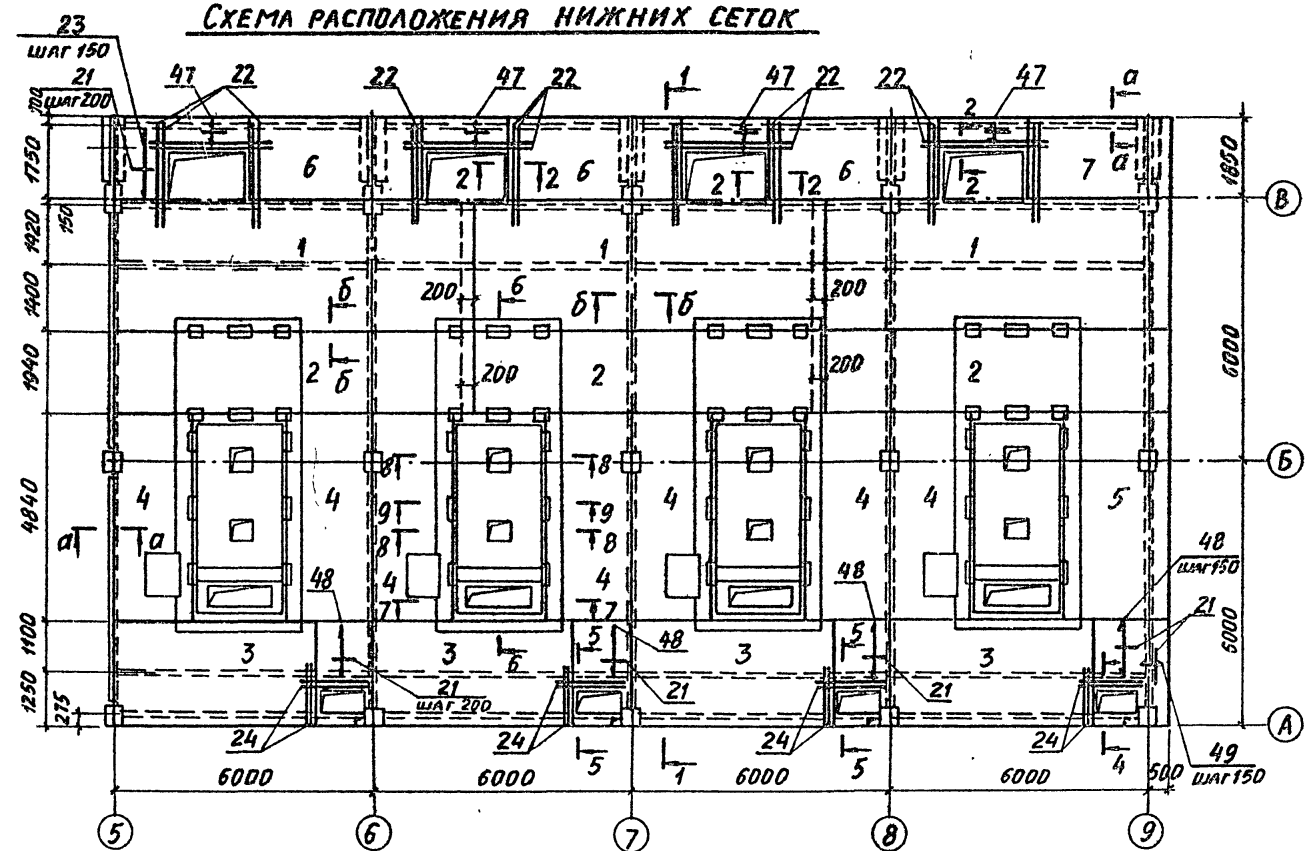 СХЕМА РАСПОЛОЖЕНИЯ НИЖНИХ СЕТОК
23
ШАГ 150
21
ШАГ 200
47 22 22 47 22 1 47 22 22 2 47 а
100
1750
1850
6 2 2 6 2 2 6 2 7 а
В
150
1920
1 1 1
1400
б 200 6 б б 200
1940
6000
2 б 200 2 200 2
Б
8 8
4840
4 4 9 9 4 4 4 5
а а 8 8
48
ШАГ 150
48 4 4 48
7 7
21
1100
6000
3 3 5 48 3 5 3
6
1250
21
ШАГ 200
21 21
275
А
24 24 5 1 24 5 24 4
49
ШАГ 150
6000 6000 6000 6000 500
5 6 7 8 9